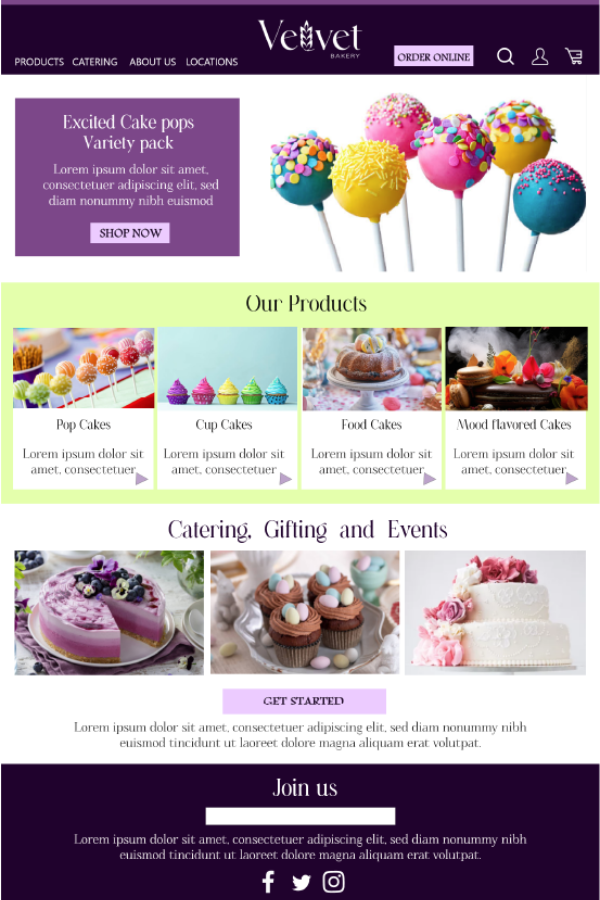 Velvet
BAKERY
PRODUCTS CATERING ABOUT US LOCATIONS
ORDER ONLINE
Excited Cake pops
Variety pack
Lorem ipsum dolor sit amet,
consectetuer adipiscing elit, sed
diam nonummy nibh euismod
SHOP NOW
Our Products
Pop Cakes
Lorem ipsum dolor sit
amet, consectetuer
Cup Cakes
Lorem ipsum dolor sit
amet, consectetuer
Food Cakes
Lorem ipsum dolor sit
amet, consectetuer
Mood flavored Cakes
Lorem ipsum dolor sit
amet, consectetuer
Catering, Gifting and Events
GET STARTED
Lorem ipsum dolor sit amet, consectetuer adipiscing elit, sed diam nonummy nibh
euismod tincidunt ut laoreet dolore magna aliquam erat volutpat.
Join us
Lorem ipsum dolor sit amet, consectetuer adipiscing elit, sed diam nonummy nibh
euismod tincidunt ut laoreet dolore magna aliquam erat volutpat.